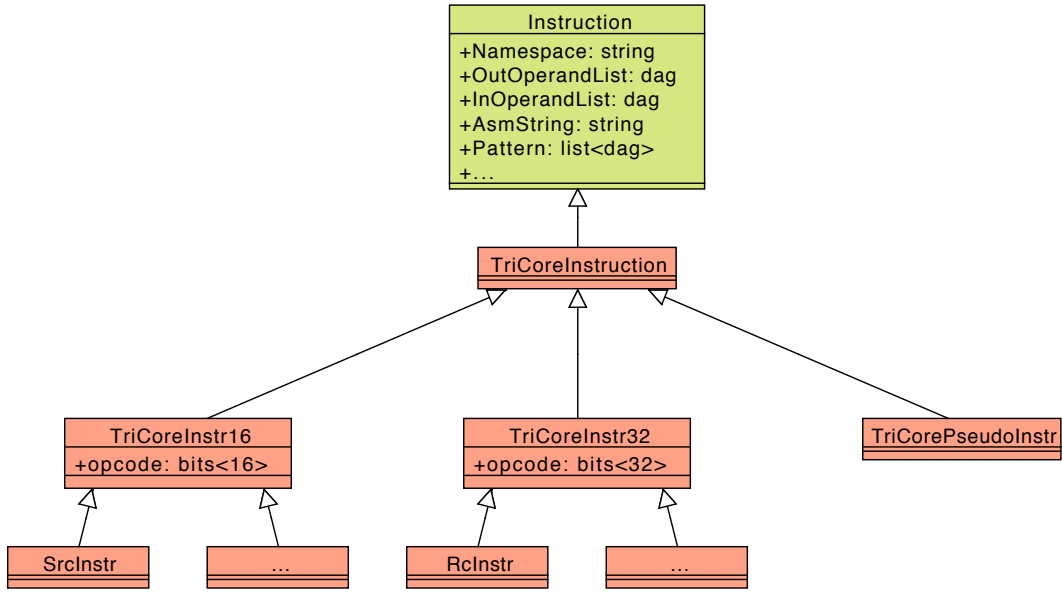 Instruction
+Namespace: string
+OutOperandList: dag
+InOperandList: dag
+AsmString: string
+Pattern: list<dag>
+...
TriCoreInstruction
TriCoreInstr16
+opcode: bits<16>
TriCoreInstr32
+opcode: bits<32>
TriCorePseudoInstr
SrcInstr
...
RcInstr
...